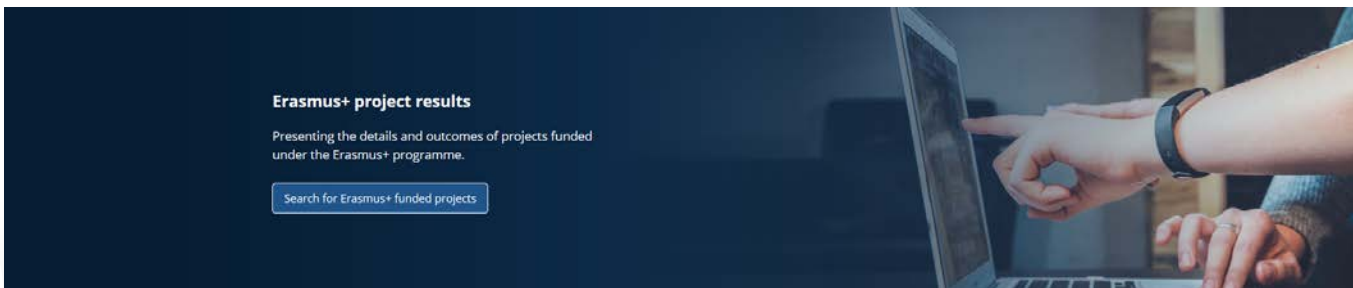 Erasmus+ project results
Presenting the details and outcomes of projects funded
under the Erasmus+ programme.
Search for Erasmus+ funded projects